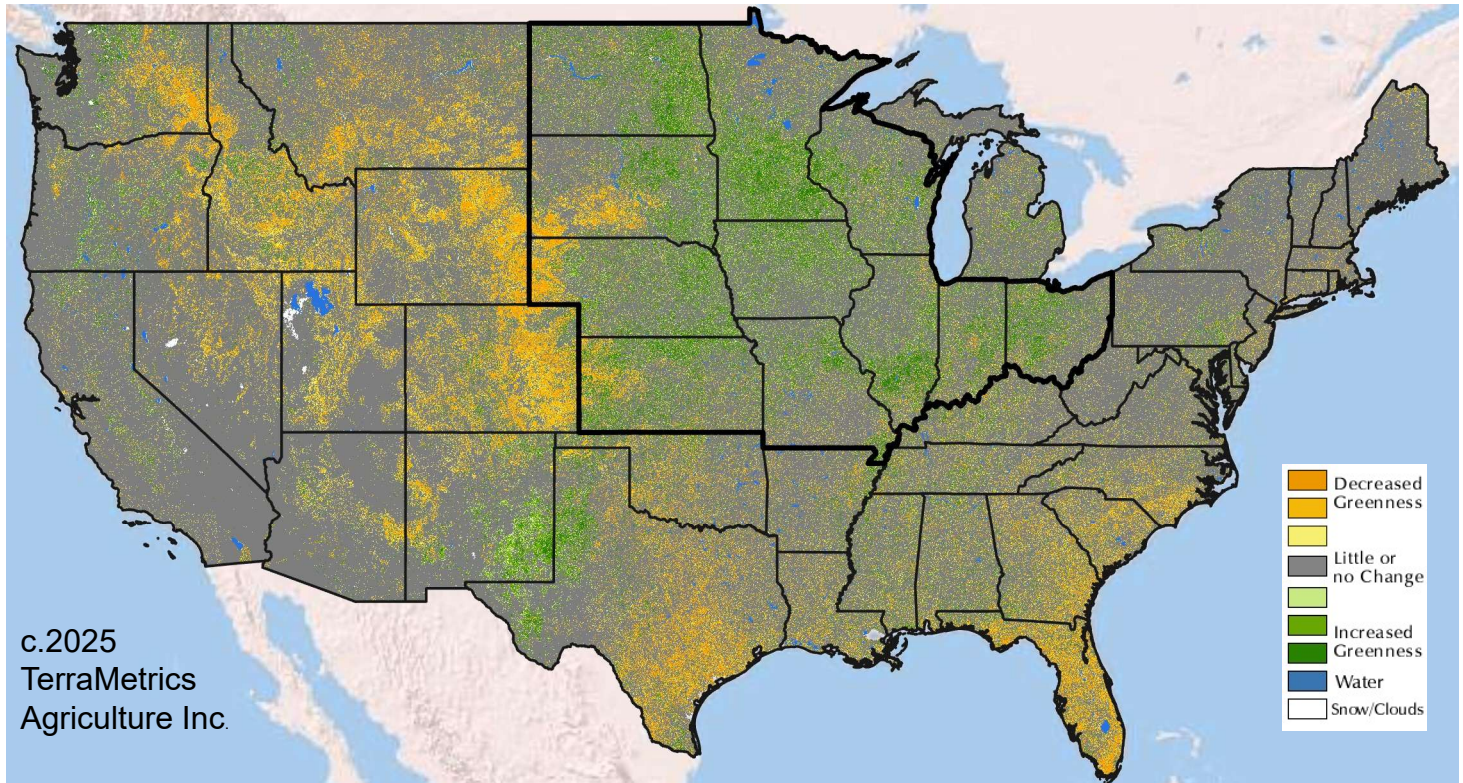 Decreased
Greenness
Little or
no Change
Increased
Greenness
Water
Snow/Clouds
c.2025
TerraMetrics
Agriculture Inc.